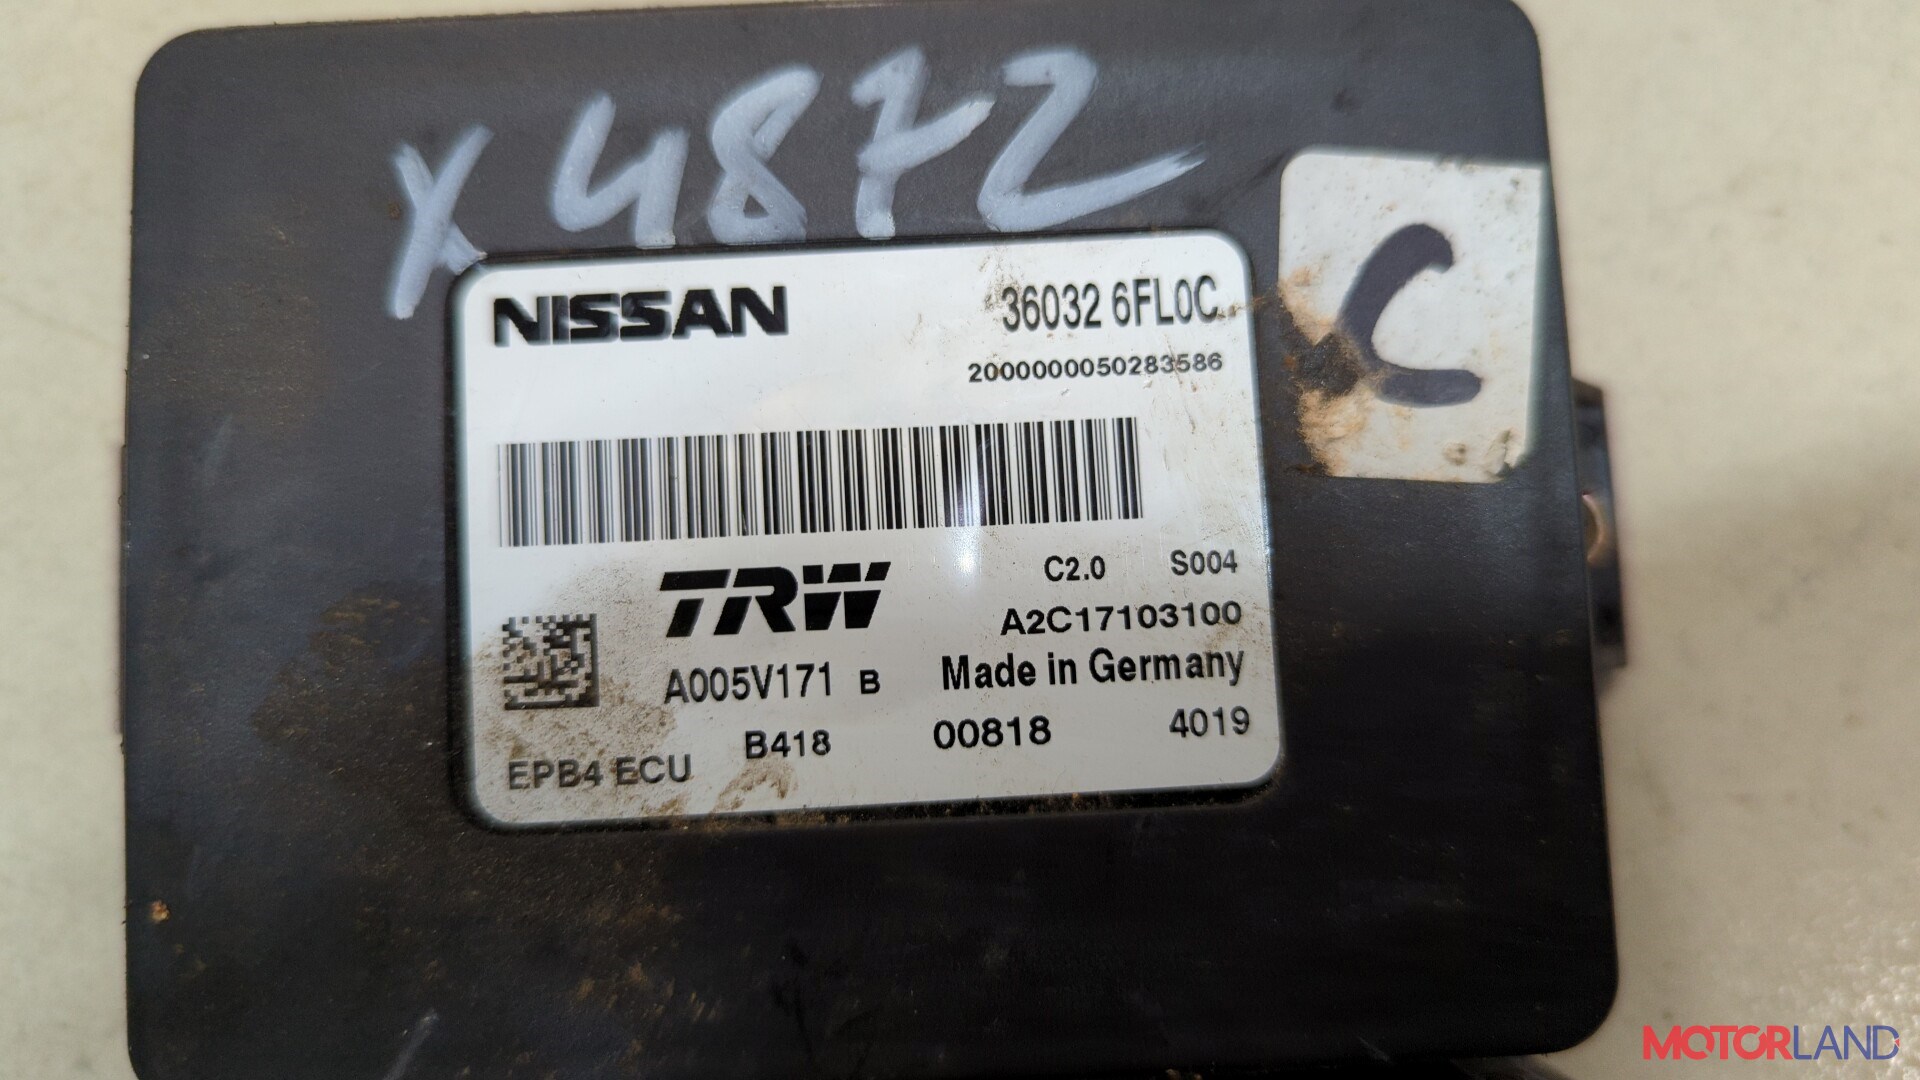 X 4872
C
NISSAN 36032 6FL0C
2000000050283586
TRW C2.0 S004
A2C17103100
A005V171 B Made in Germany
B418 00818 4019
EPB4 ECU
MOTORLAND